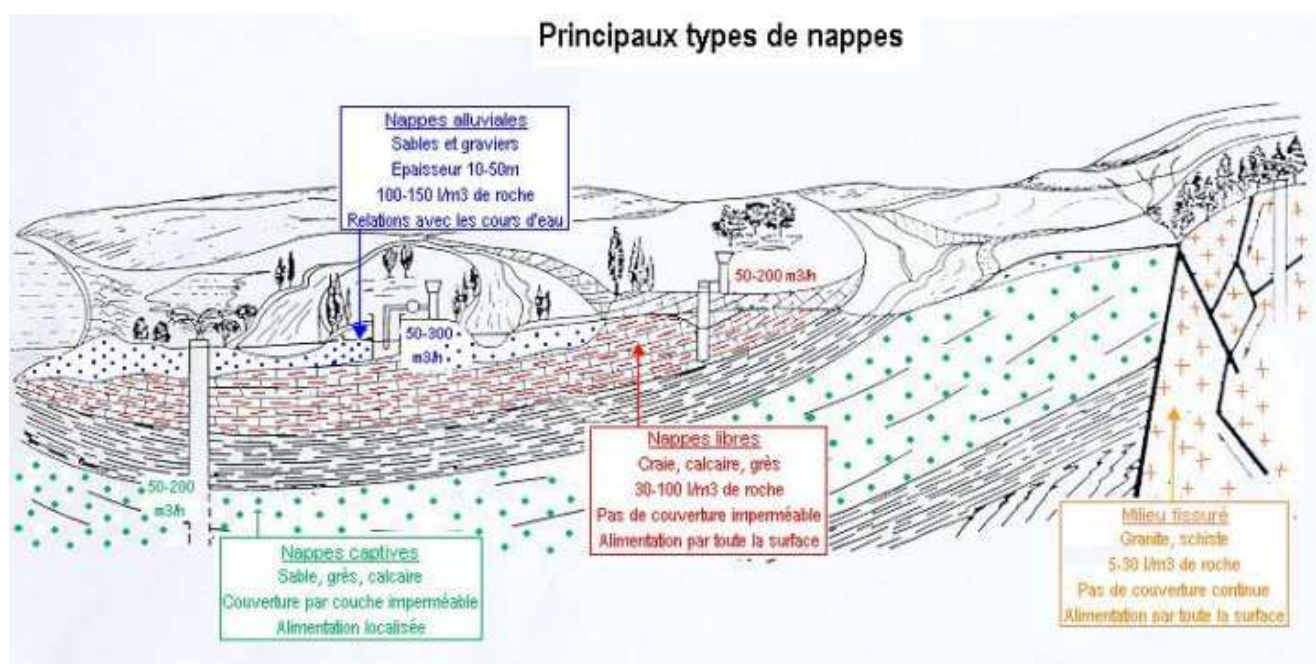 Principaux types de nappes
Nappes alluviales
Sables et graviers
Epaisseur 10-50m
100-150 l/m3 de roche
Relations avec les cours d'eau
50-200 m3/h
50-300
m3/h
Nappes libres
Craie, calcaire, grès
30-100 l/m3 de roche
Pas de couverture imperméable
Alimentation par toute la surface
50-200
m3/h
Nappes captives
Sable, grès, calcaire
Couverture par couche imperméable
Alimentation localisée
Milieu fissuré
Granite, schiste
5-30 l/m3 de roche
Pas de couverture continue
Alimentation par toute la surface